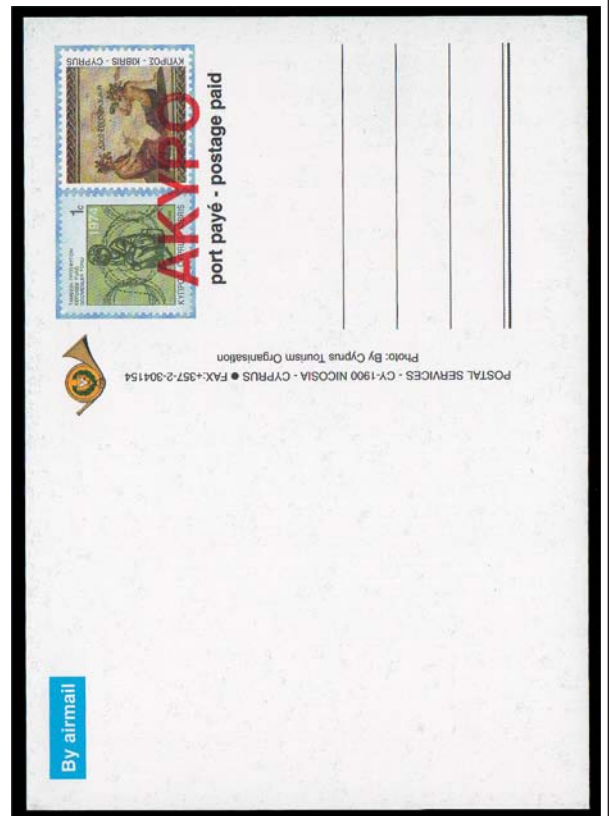 By airmail
1c
1974
ΚΥΠΡΟΣ - KIBRIS - CYPRUS
ΑΚΥΡΟ
port payé - postage paid
POSTAL SERVICES - CY-1900 NICOSIA - CYPRUS ● FAX:+357-2-304154
Photo: By Cyprus Tourism Organisation